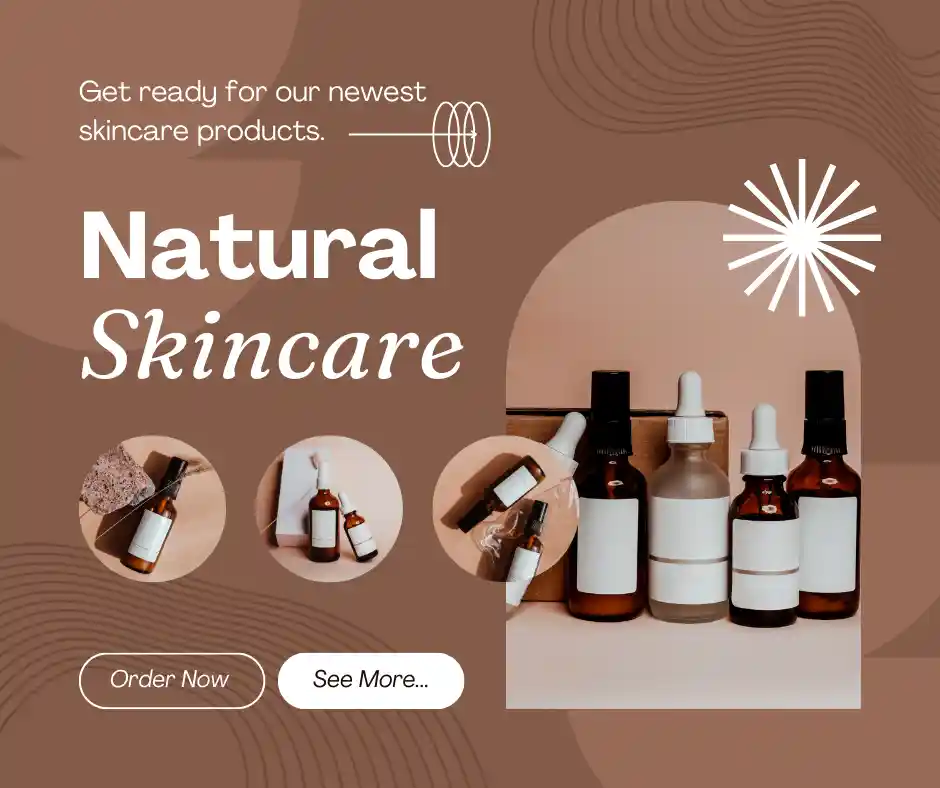 Get ready for our newest
skincare products.
Natural
Skincare
Order Now
See More...